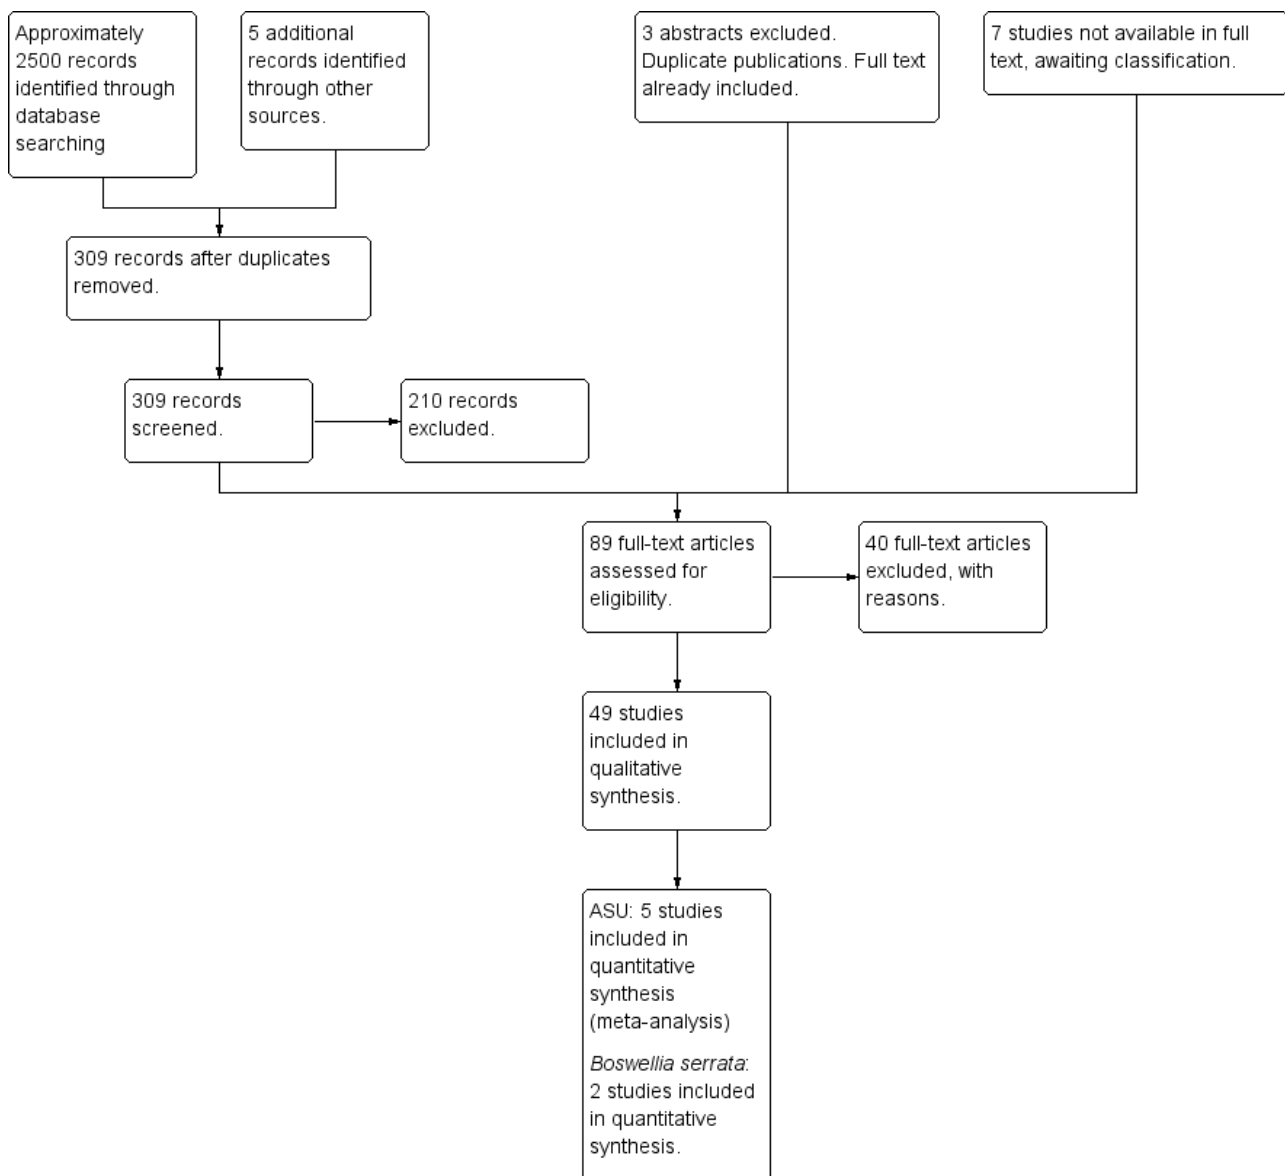 Approximately
2500 records
identified through
database
searching
5 additional
records identified
through other
sources.
3 abstracts excluded.
Duplicate publications. Full text
already included.
7 studies not available in full
text, awaiting classification.
309 records after duplicates
removed.
309 records
screened.
210 records
excluded.
89 full-text articles
assessed for
eligibility.
40 full-text articles
excluded, with
reasons.
49 studies
included in
qualitative
synthesis.
ASU: 5 studies
included in
quantitative
synthesis
(meta-analysis)
Boswellia serrata:
2 studies included
in quantitative
synthesis.